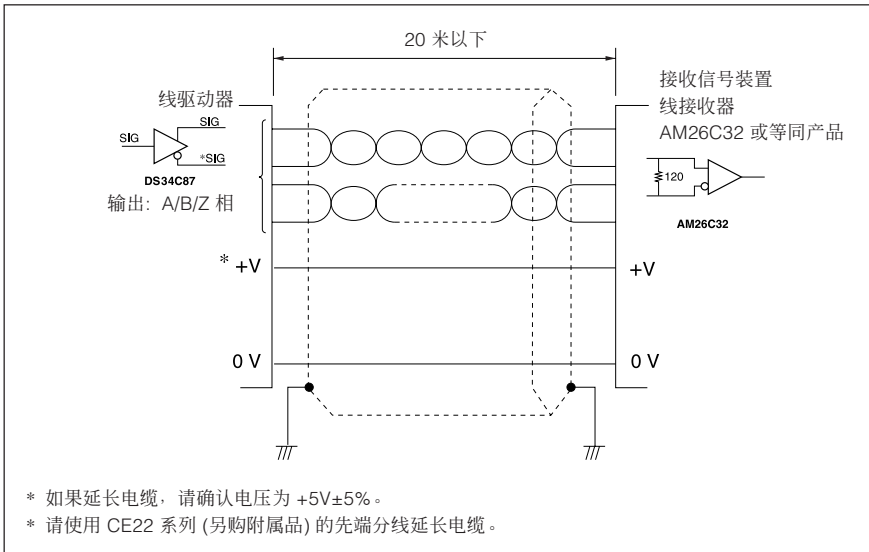 20 米以下
线驱动器
SIG
SIG
*SIG
DS34C87
输出: A/B/Z 相
接收信号装置
线接收器
AM26C32 或等同产品
120
AM26C32
* +V
+V
0 V
0 V
* 如果延长电缆，请确认电压为 +5V±5%。
* 请使用 CE22 系列 (另购附属品) 的先端分线延长电缆。